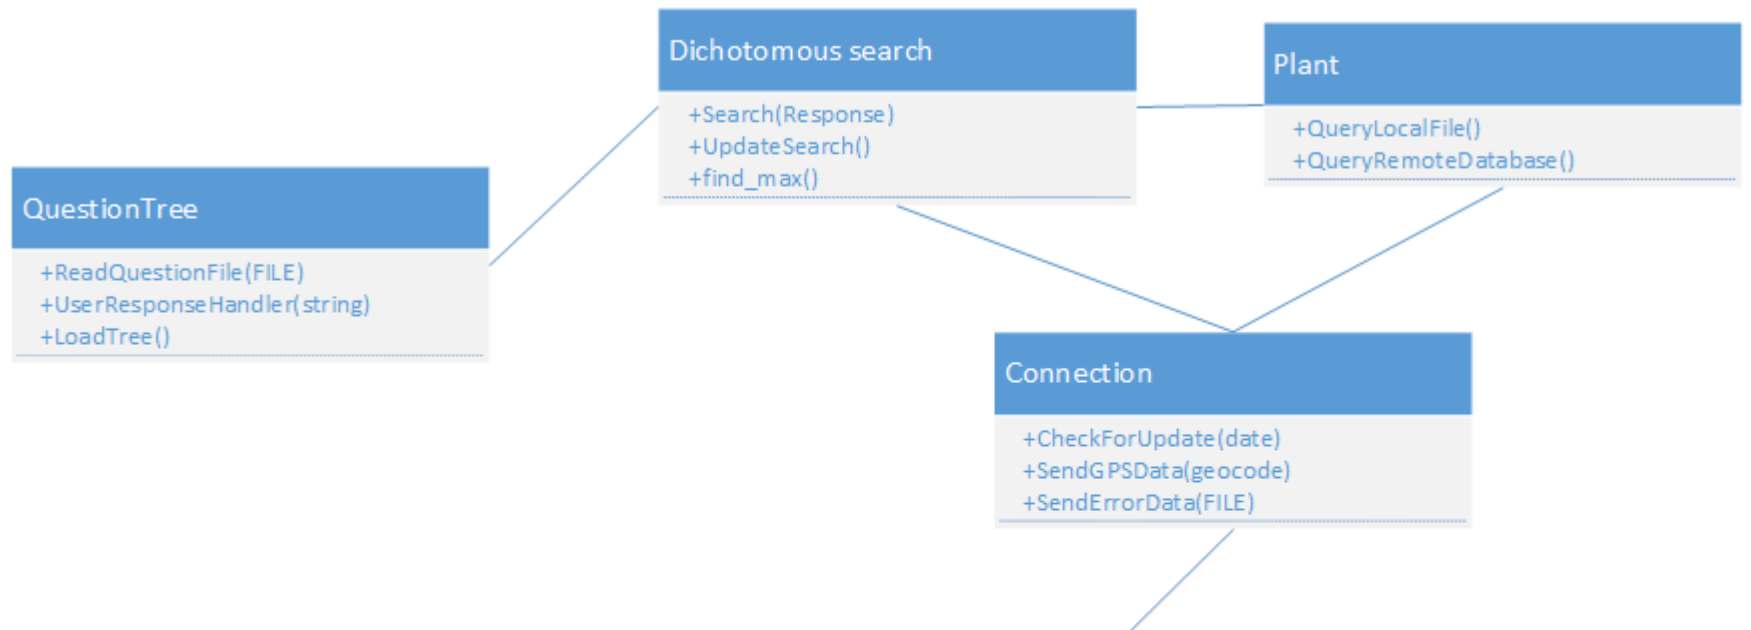 Dichotomous search
+Search(Response)
+UpdateSearch()
+find_max()
Plant
+QueryLocalFile()
+QueryRemoteDatabase()
QuestionTree
+ReadQuestionFile(FILE)
+UserResponseHandler(string)
+LoadTree()
Connection
+CheckForUpdate(date)
+SendGPSData(geocode)
+SendErrorData(FILE)